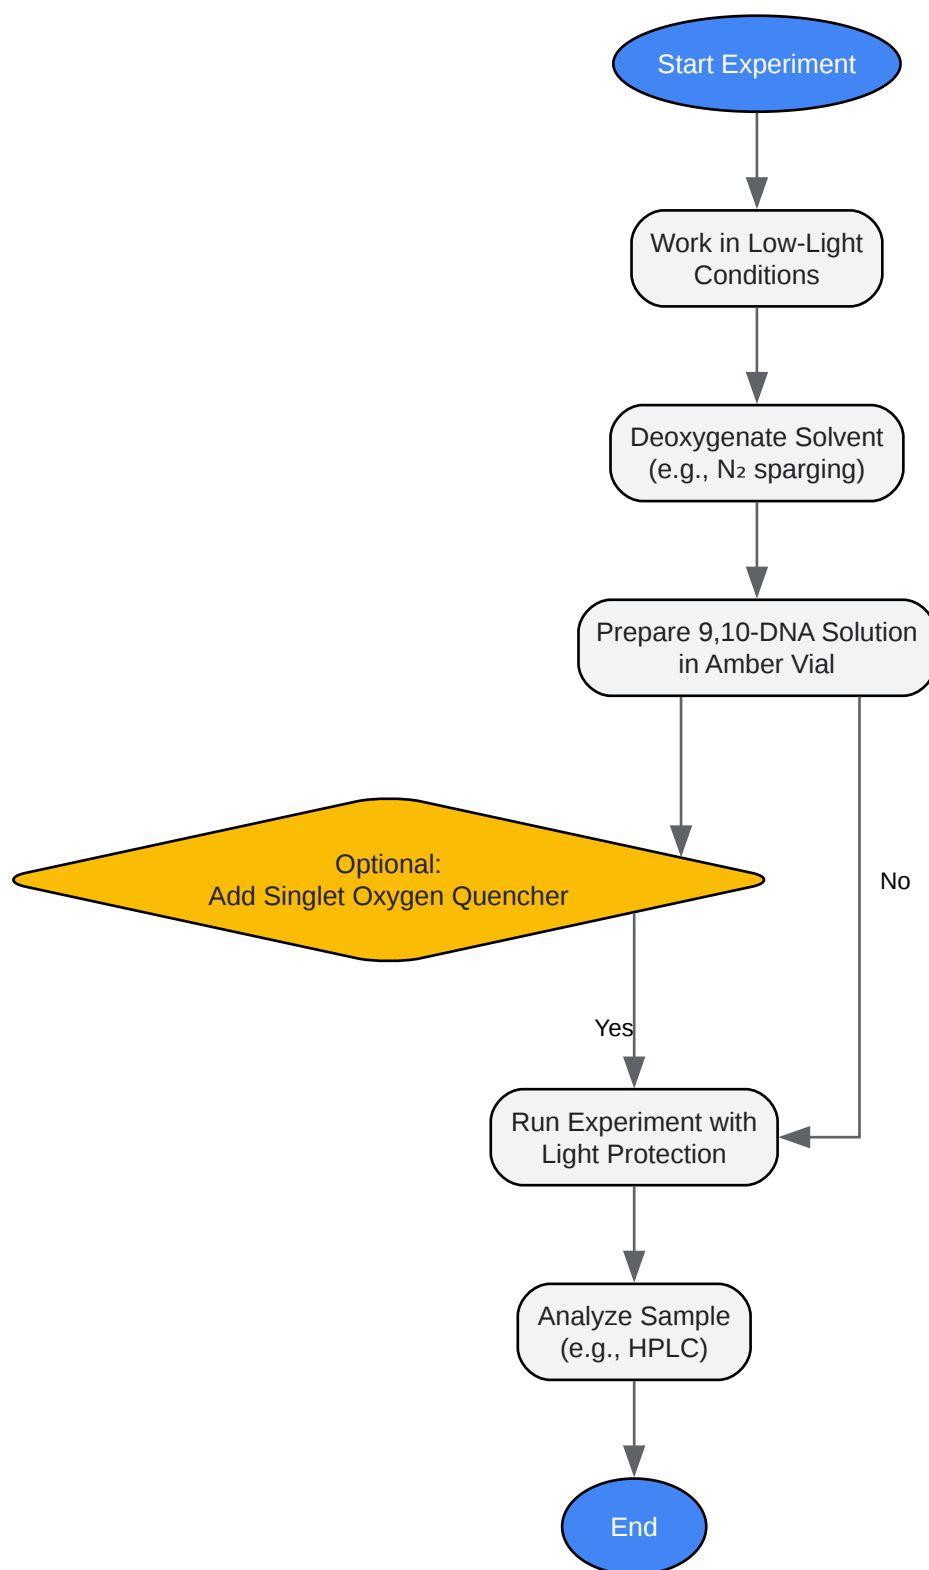 Start Experiment
Work in Low-Light
Conditions
Deoxygenate Solvent
(e.g., N₂ sparging)
Prepare 9,10-DNA Solution
in Amber Vial
Optional:
Add Singlet Oxygen Quencher
No
Yes
Run Experiment with
Light Protection
Analyze Sample
(e.g., HPLC)
End